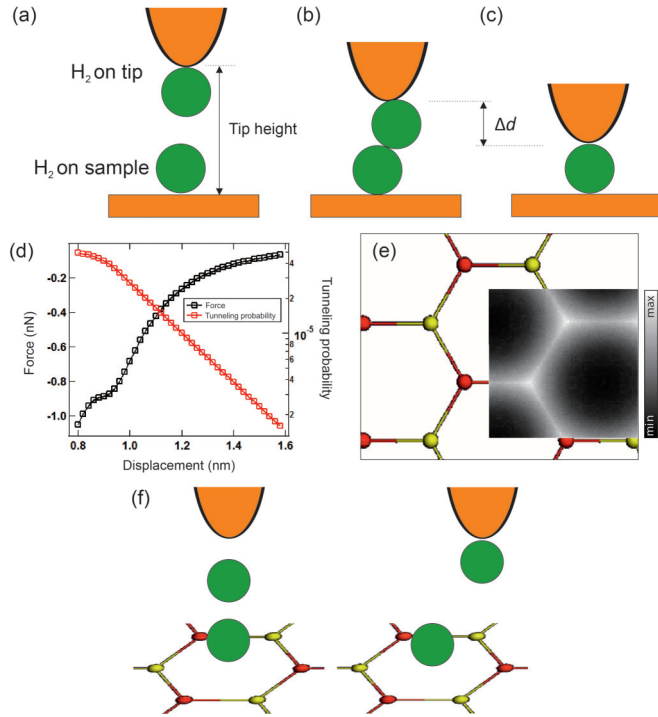 (a)
(b)
(c)
H2 on tip
Tip height
Δd
H2 on sample
(d)
(e)
-0.2
-0.4
-0.6
-0.8
-1.0
Force (nN)
Force
Tunneling probability
4
2
10-5
8
6
4
3
2
Tunneling probability
0.8
1.0
1.2
1.4
1.6
Displacement (nm)
max
min
(f)